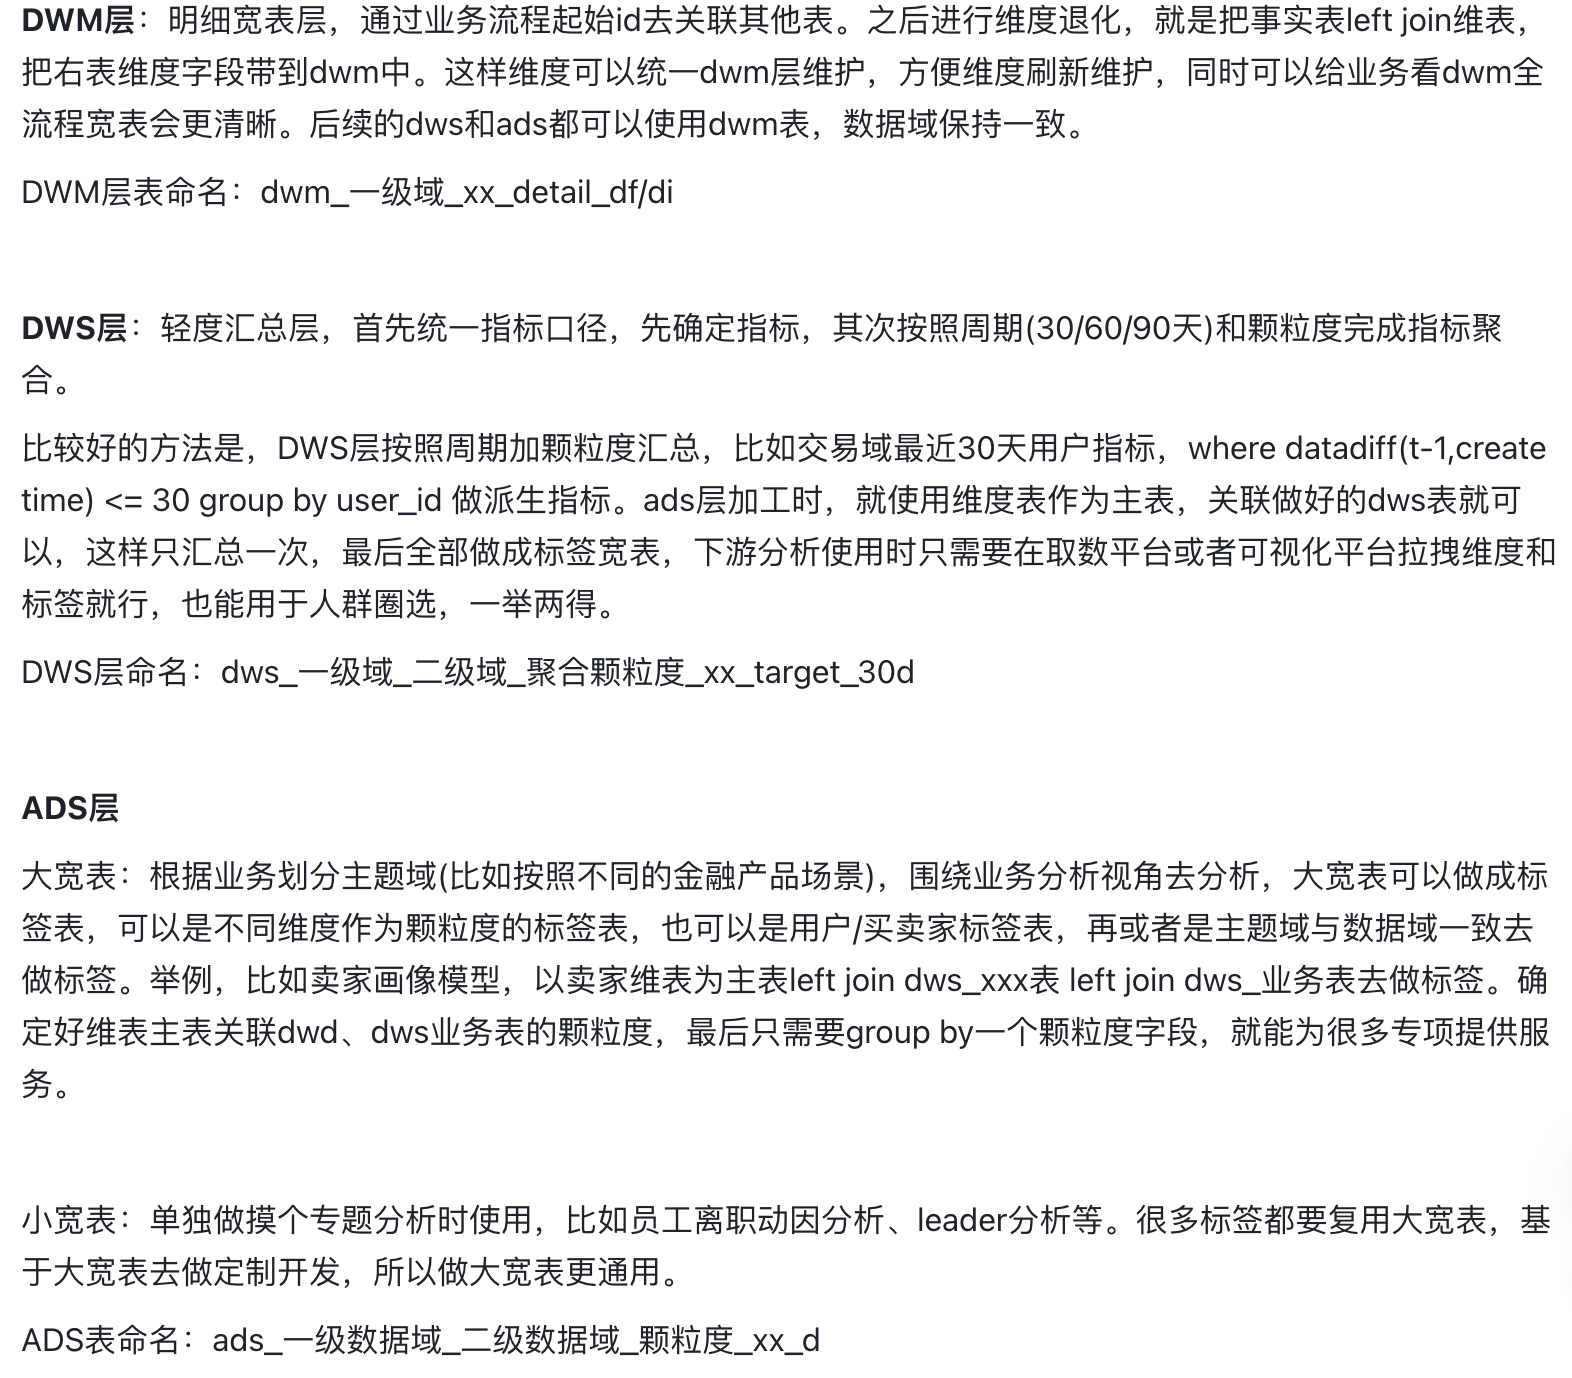 DWM层：明细宽表层，通过业务流程起始id去关联其他表。之后进行维度退化，就是把事实表left join维表，
把右表维度字段带到dwm中。这样维度可以统一dwm层维护，方便维度刷新维护，同时可以给业务看dwm全
流程宽表会更清晰。后续的dws和ads都可以使用dwm表，数据域保持一致。
DWM层表命名：dwm_一级域_xx_detail_df/di
DWS层：轻度汇总层，首先统一指标口径，先确定指标，其次按照周期(30/60/90天)和颗粒度完成指标聚
合。
比较好的方法是，DWS层按照周期加颗粒度汇总，比如交易域最近30天用户指标，where datadiff(t-1,create
time) <= 30 group by user_id 做派生指标。ads层加工时，就使用维度表作为主表，关联做好的dws表就可
以，这样只汇总一次，最后全部做成标签宽表，下游分析使用时只需要在取数平台或者可视化平台拉拽维度和
标签就行，也能用于人群圈选，一举两得。
DWS层命名：dws_一级域_二级域_聚合颗粒度_xx_target_30d
ADS层
大宽表：根据业务划分主题域(比如按照不同的金融产品场景)，围绕业务分析视角去分析，大宽表可以做成标
签表，可以是不同维度作为颗粒度的标签表，也可以是用户/买卖家标签表，再或者是主题域与数据域一致去
做标签。举例，比如卖家画像模型，以卖家维表为主表left join dws_xxx表 left join dws_业务表去做标签。确
定好维表主表关联dwd、dws业务表的颗粒度，最后只需要group by一个颗粒度字段，就能为很多专项提供服
务。
小宽表：单独做摸个专题分析时使用，比如员工离职动因分析、leader分析等。很多标签都要复用大宽表，基
于大宽表去做定制开发，所以做大宽表更通用。
ADS表命名：ads_一级数据域_二级数据域_颗粒度_xx_d